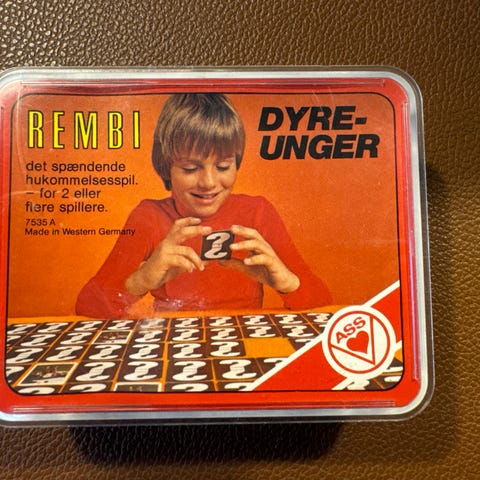 REMBI
DYRE-
UNGER
det spændende
hukommelsesspil.
– for 2 eller
flere spillere.
7535 A
Made in Western Germany
?
ASS